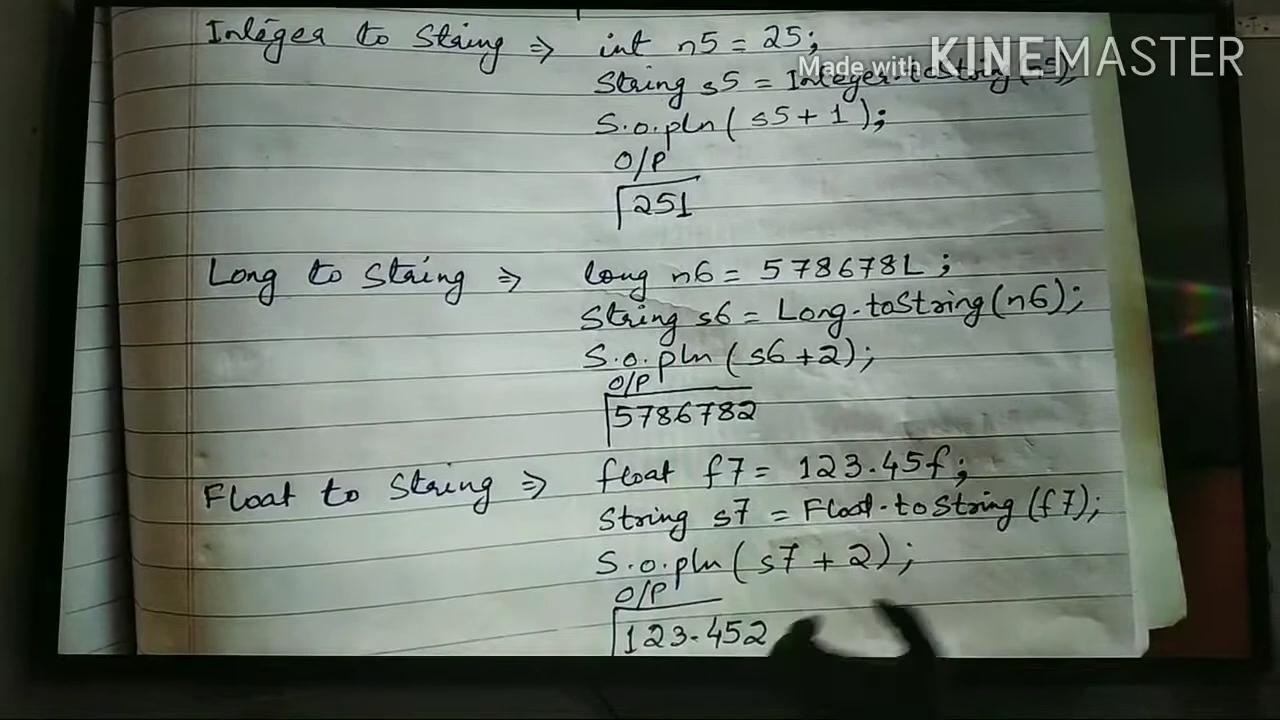 Integer to String ⇒ int n5 = 25;
Made with KINEMASTER
String s5 = Integer.toString(n5);
S.o.pln( s5 + 1 );
O/P
251
Long to String ⇒ long n6 = 578678L ;
String s6 = Long.toString(n6);
S.o.pln (s6 +2);
O/P
5786782
Float to String ⇒ float f7 = 123.45f;
String s7 = Float.toString(f7);
S.o.pln( s7 + 2);
O/P
123.452